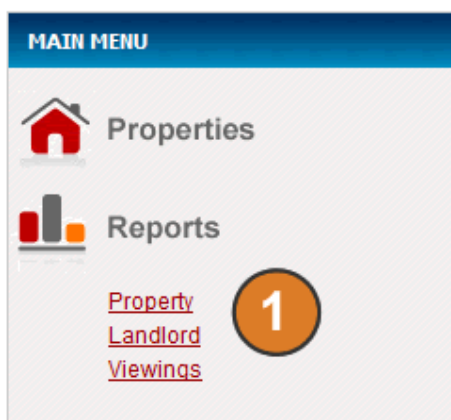 MAIN MENU
Properties
Reports
Property
1
Landlord
Viewings